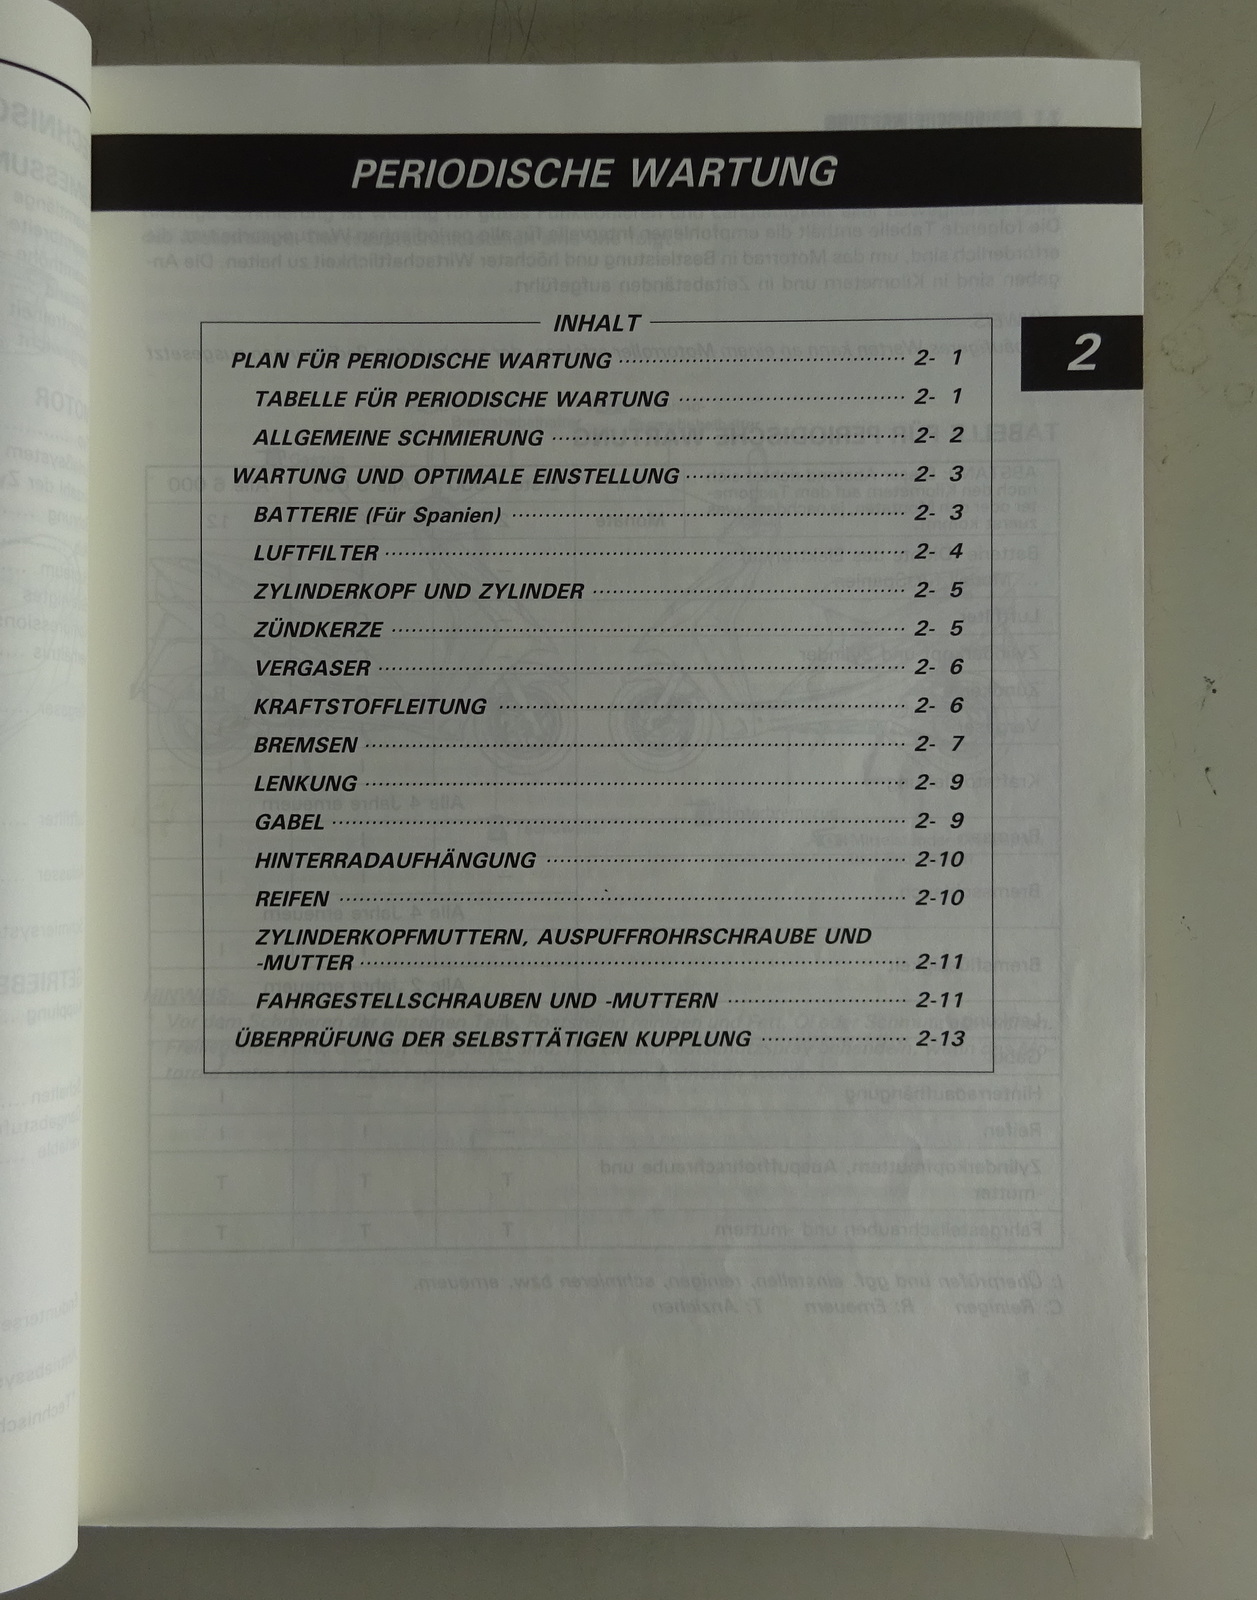 PERIODISCHE WARTUNG
INHALT
2
PLAN FÜR PERIODISCHE WARTUNG 2- 1
TABELLE FÜR PERIODISCHE WARTUNG 2- 1
ALLGEMEINE SCHMIERUNG 2- 2
WARTUNG UND OPTIMALE EINSTELLUNG 2- 3
BATTERIE (Für Spanien) 2- 3
LUFTFILTER 2- 4
ZYLINDERKOPF UND ZYLINDER 2- 5
ZÜNDKERZE 2- 5
VERGASER 2- 6
KRAFTSTOFFLEITUNG 2- 6
BREMSEN 2- 7
LENKUNG 2- 9
GABEL 2- 9
HINTERRADAUFHÄNGUNG 2-10
REIFEN 2-10
ZYLINDERKOPFMUTTERN, AUSPUFFROHRSCHRAUBE UND
-MUTTER 2-11
FAHRGESTELLSCHRAUBEN UND -MUTTERN 2-11
ÜBERPRÜFUNG DER SELBSTTÄTIGEN KUPPLUNG 2-13